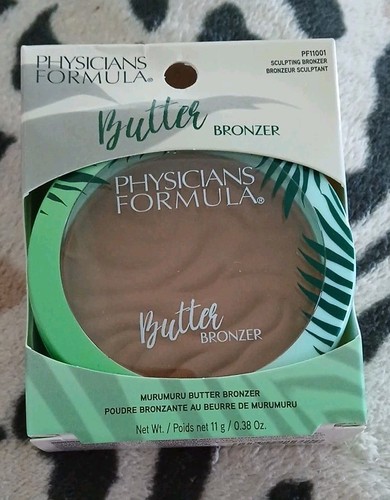 PHYSICIANS
FORMULA®
PF11001
SCULPTING BRONZER
BRONZEUR SCULPTANT
Butter BRONZER
PHYSICIANS
FORMULA®
Butter
BRONZER
MURUMURU BUTTER BRONZER
POUDRE BRONZANTE AU BEURRE DE MURUMURU
Net Wt. / Poids net 11 g / 0.38 Oz.